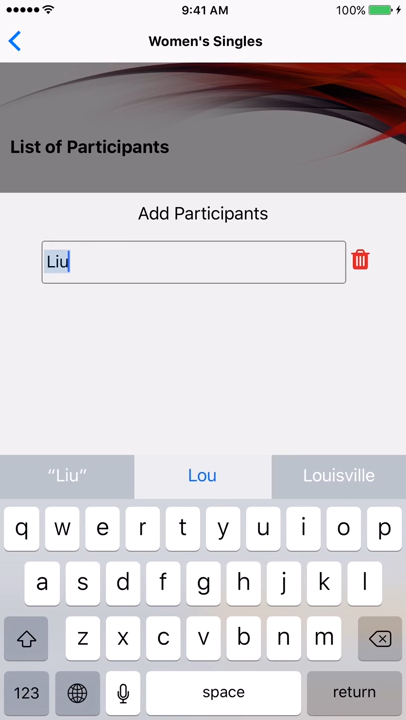 9:41 AM
100%
Women's Singles
List of Participants
Add Participants
Liu
“Liu” Lou Louisville
q w e r t y u i o p
a s d f g h j k l
z x c v b n m
123 space return